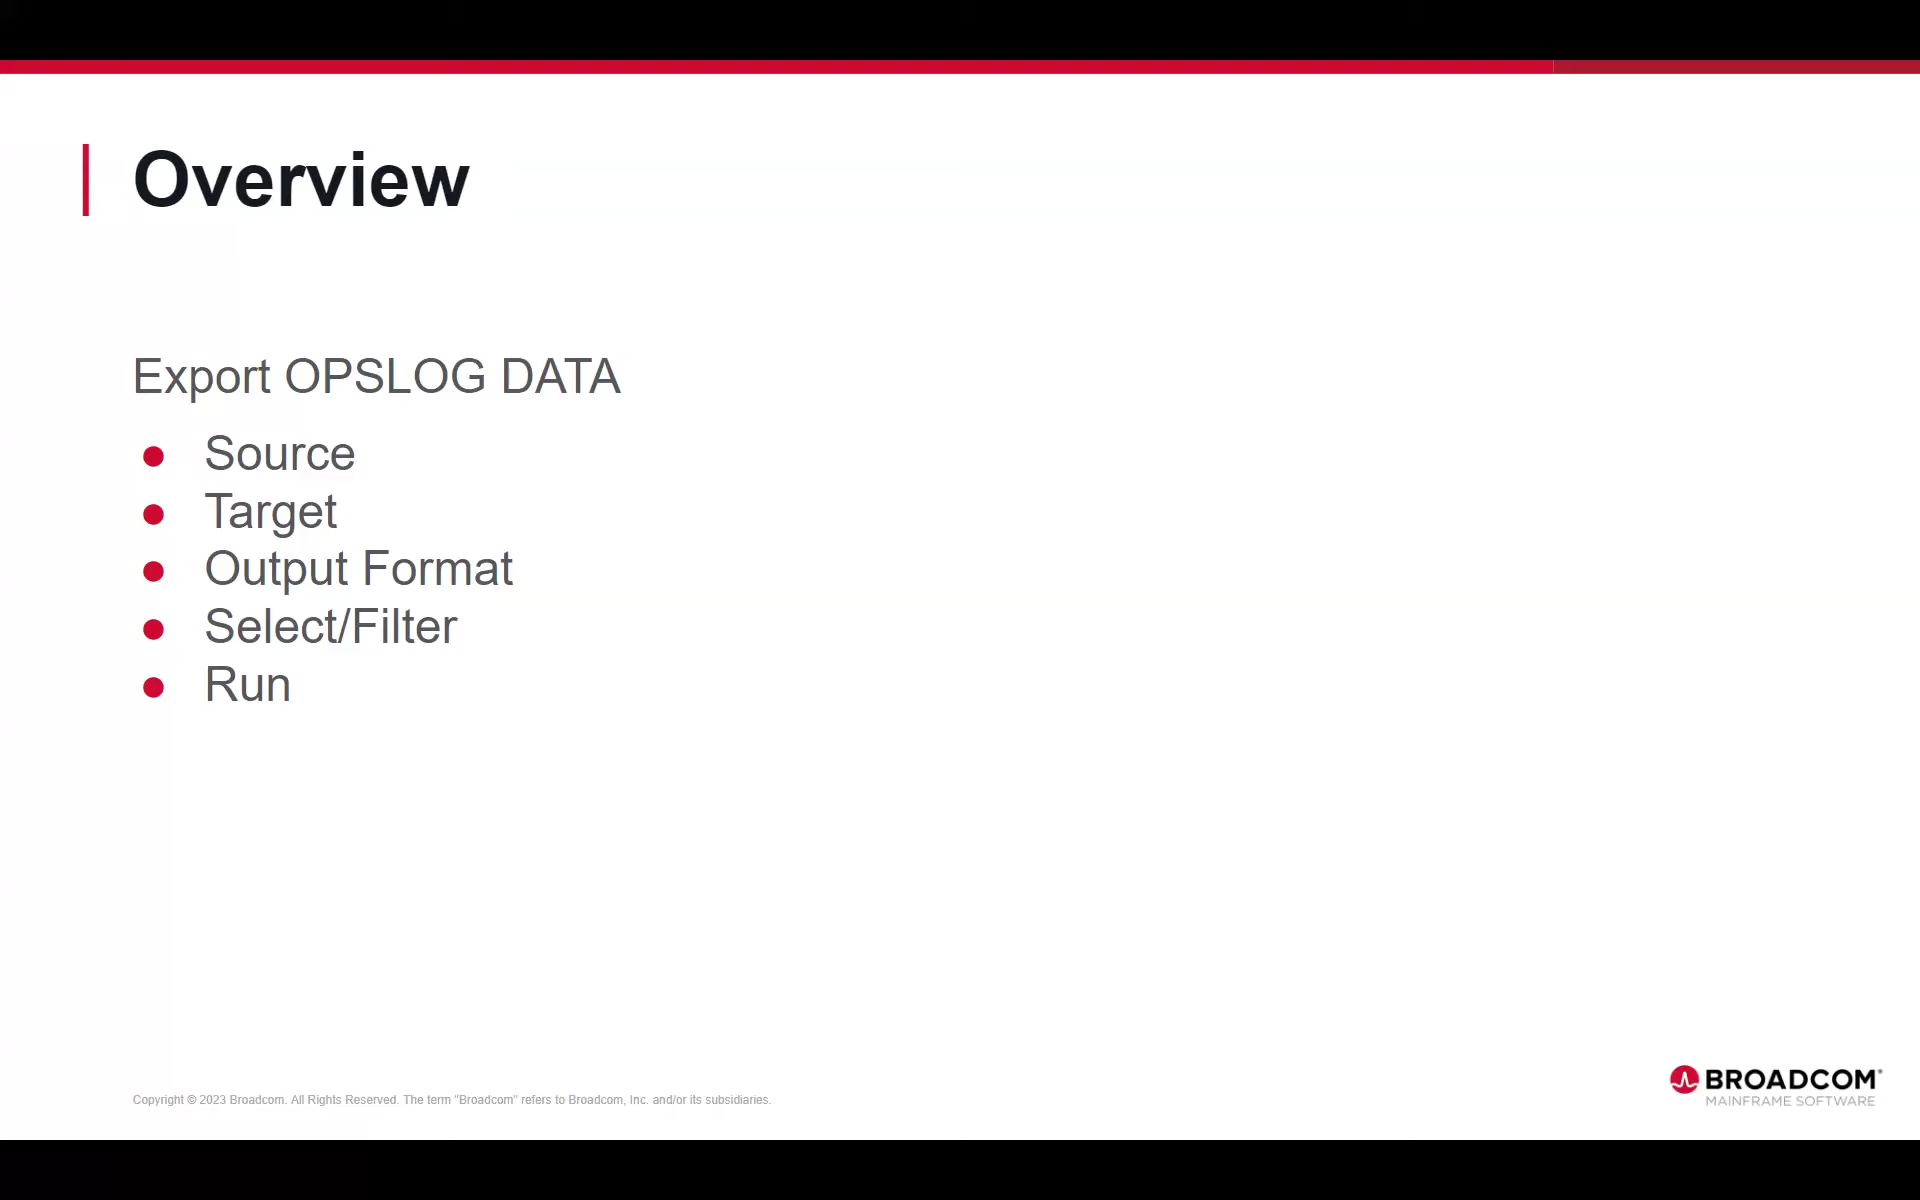 Overview
Export OPSLOG DATA
● Source
● Target
● Output Format
● Select/Filter
● Run
Copyright © 2023 Broadcom. All Rights Reserved. The term "Broadcom" refers to Broadcom, Inc. and/or its subsidiaries.
BROADCOM®
MAINFRAME SOFTWARE